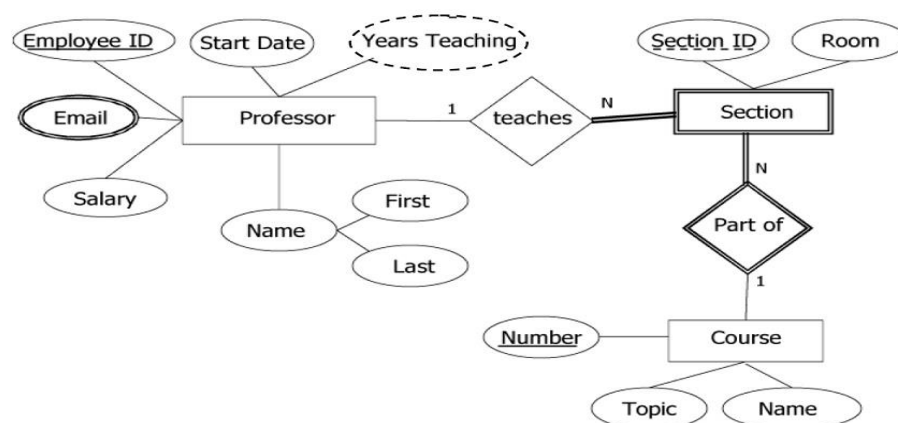 Employee ID
Start Date
Years Teaching
Section ID
Room
Email
Professor
1
teaches
N
Section
Salary
Name
First
Last
N
Part of
1
Number
Course
Topic
Name